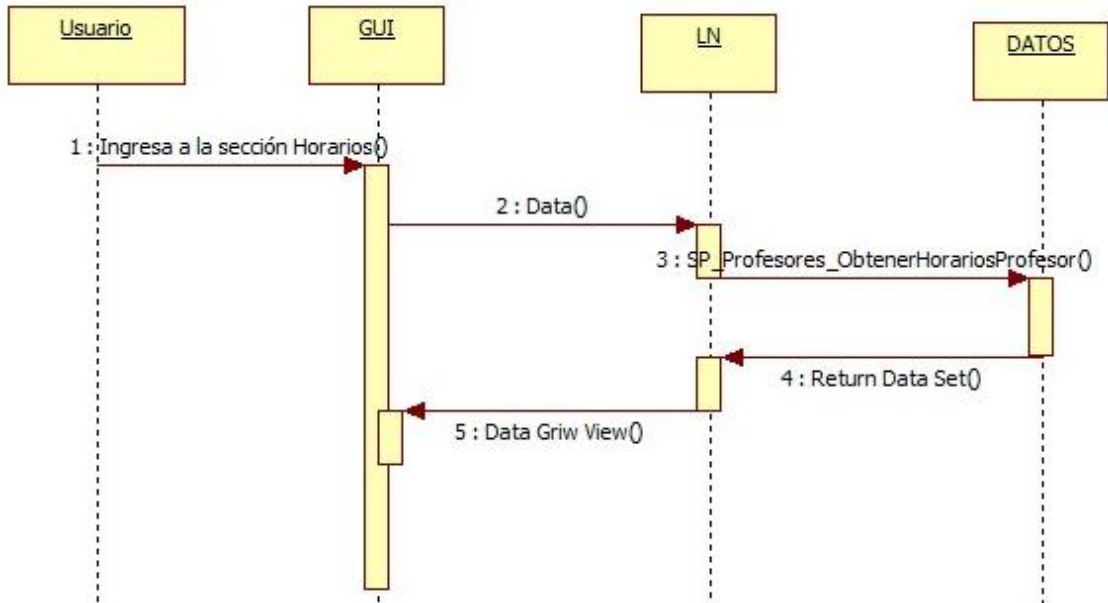 Usuario
GUI
LN
DATOS
1 : Ingresa a la sección Horarios()
2 : Data()
3 : SP_Profesores_ObtenerHorariosProfesor()
4 : Return Data Set()
5 : Data Griw View()